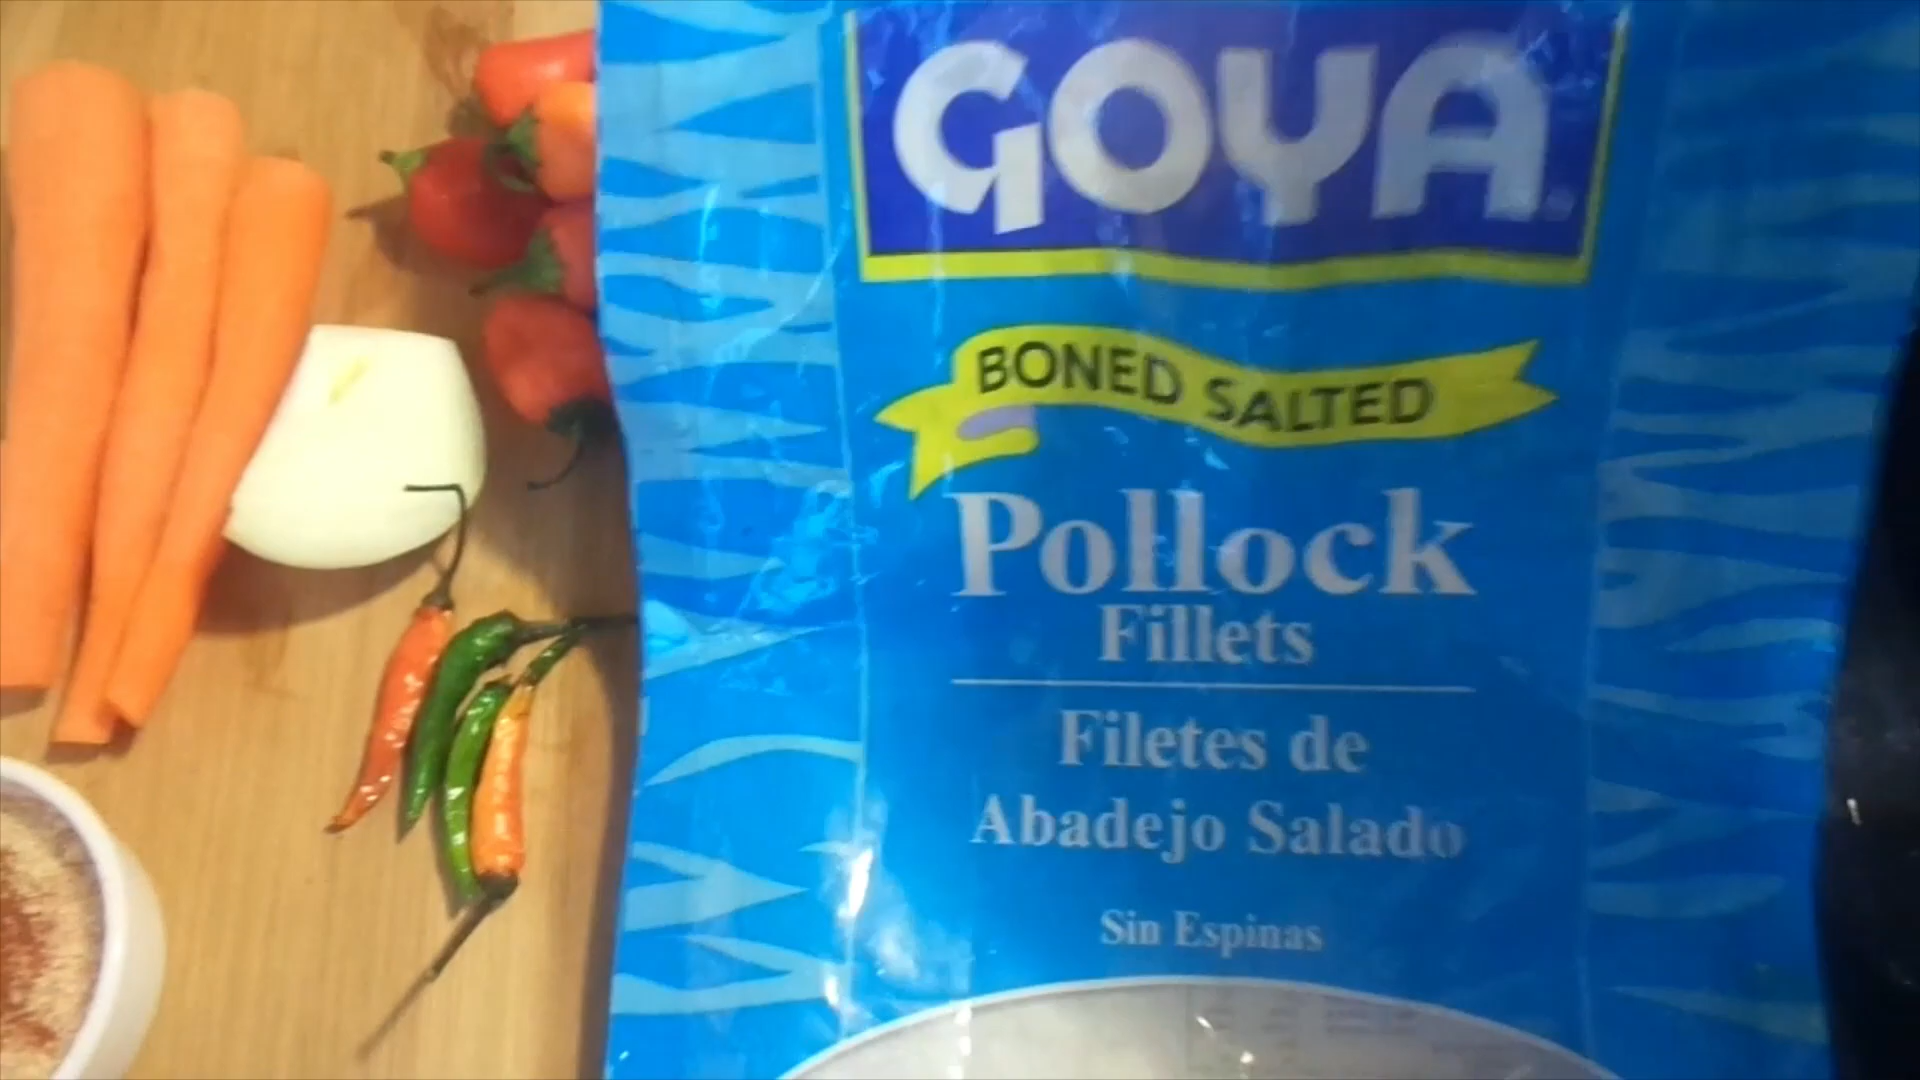 GOYA
BONED SALTED
Pollock
Fillets
Filetes de
Abadejo Salado
Sin Espinas